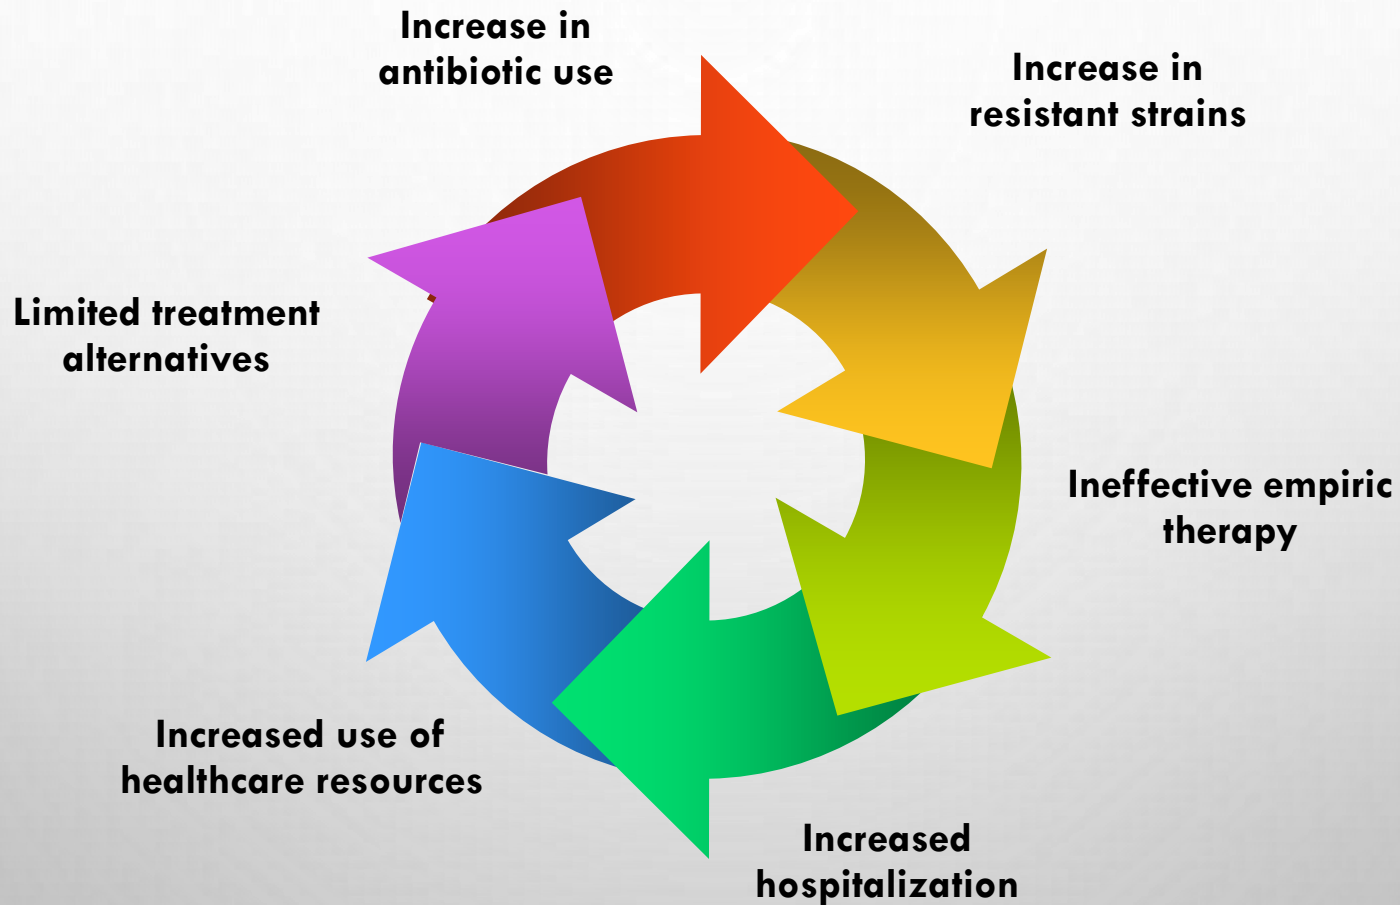 Increase in
antibiotic use
Increase in
resistant strains
Ineffective empiric
therapy
Increased
hospitalization
Increased use of
healthcare resources
Limited treatment
alternatives